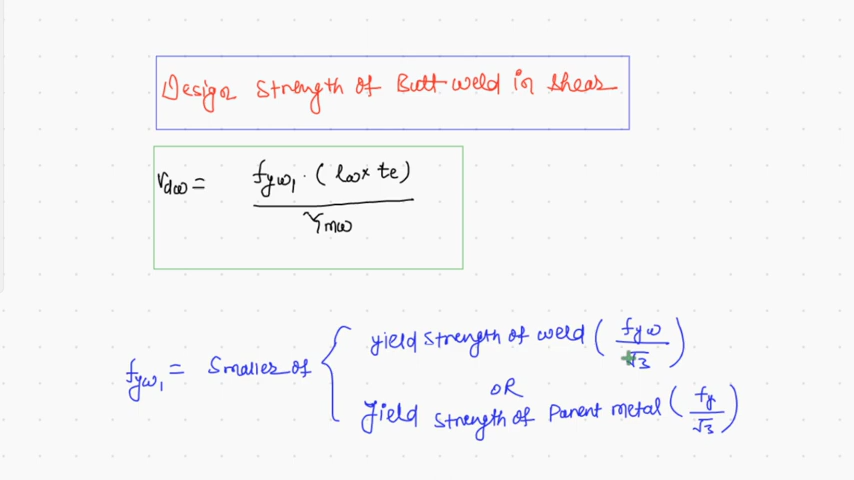 Design Strength of Butt weld in Shear
Vdw = fyw1 · (lw × te) / γmw
fyw1 = Smaller of { yield strength of weld (fyw / √3)
OR
yield strength of Parent metal (fy / √3)